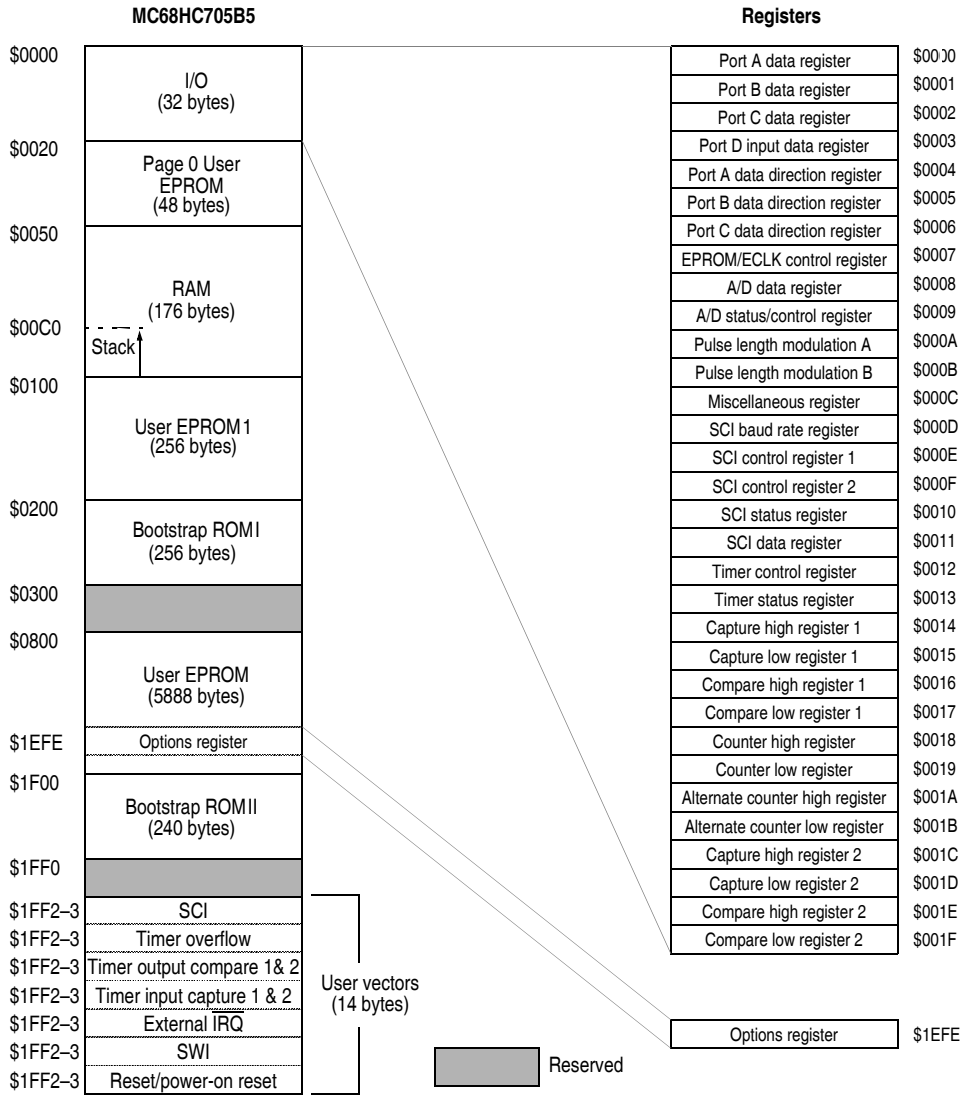 MC68HC705B5
$0000
I/O
(32 bytes)
$0020
Page 0 User
EPROM
(48 bytes)
$0050
RAM
(176 bytes)
$00C0
Stack
$0100
User EPROM1
(256 bytes)
$0200
Bootstrap ROMI
(256 bytes)
$0300
$0800
User EPROM
(5888 bytes)
$1EFE
Options register
$1F00
Bootstrap ROMII
(240 bytes)
$1FF0
$1FF2–3 SCI
$1FF2–3 Timer overflow
$1FF2–3 Timer output compare 1& 2
$1FF2–3 Timer input capture 1 & 2
$1FF2–3 External IRQ
$1FF2–3 SWI
$1FF2–3 Reset/power-on reset
User vectors
(14 bytes)
Reserved
Registers
Port A data register $0000
Port B data register $0001
Port C data register $0002
Port D input data register $0003
Port A data direction register $0004
Port B data direction register $0005
Port C data direction register $0006
EPROM/ECLK control register $0007
A/D data register $0008
A/D status/control register $0009
Pulse length modulation A $000A
Pulse length modulation B $000B
Miscellaneous register $000C
SCI baud rate register $000D
SCI control register 1 $000E
SCI control register 2 $000F
SCI status register $0010
SCI data register $0011
Timer control register $0012
Timer status register $0013
Capture high register 1 $0014
Capture low register 1 $0015
Compare high register 1 $0016
Compare low register 1 $0017
Counter high register $0018
Counter low register $0019
Alternate counter high register $001A
Alternate counter low register $001B
Capture high register 2 $001C
Capture low register 2 $001D
Compare high register 2 $001E
Compare low register 2 $001F
Options register $1EFE